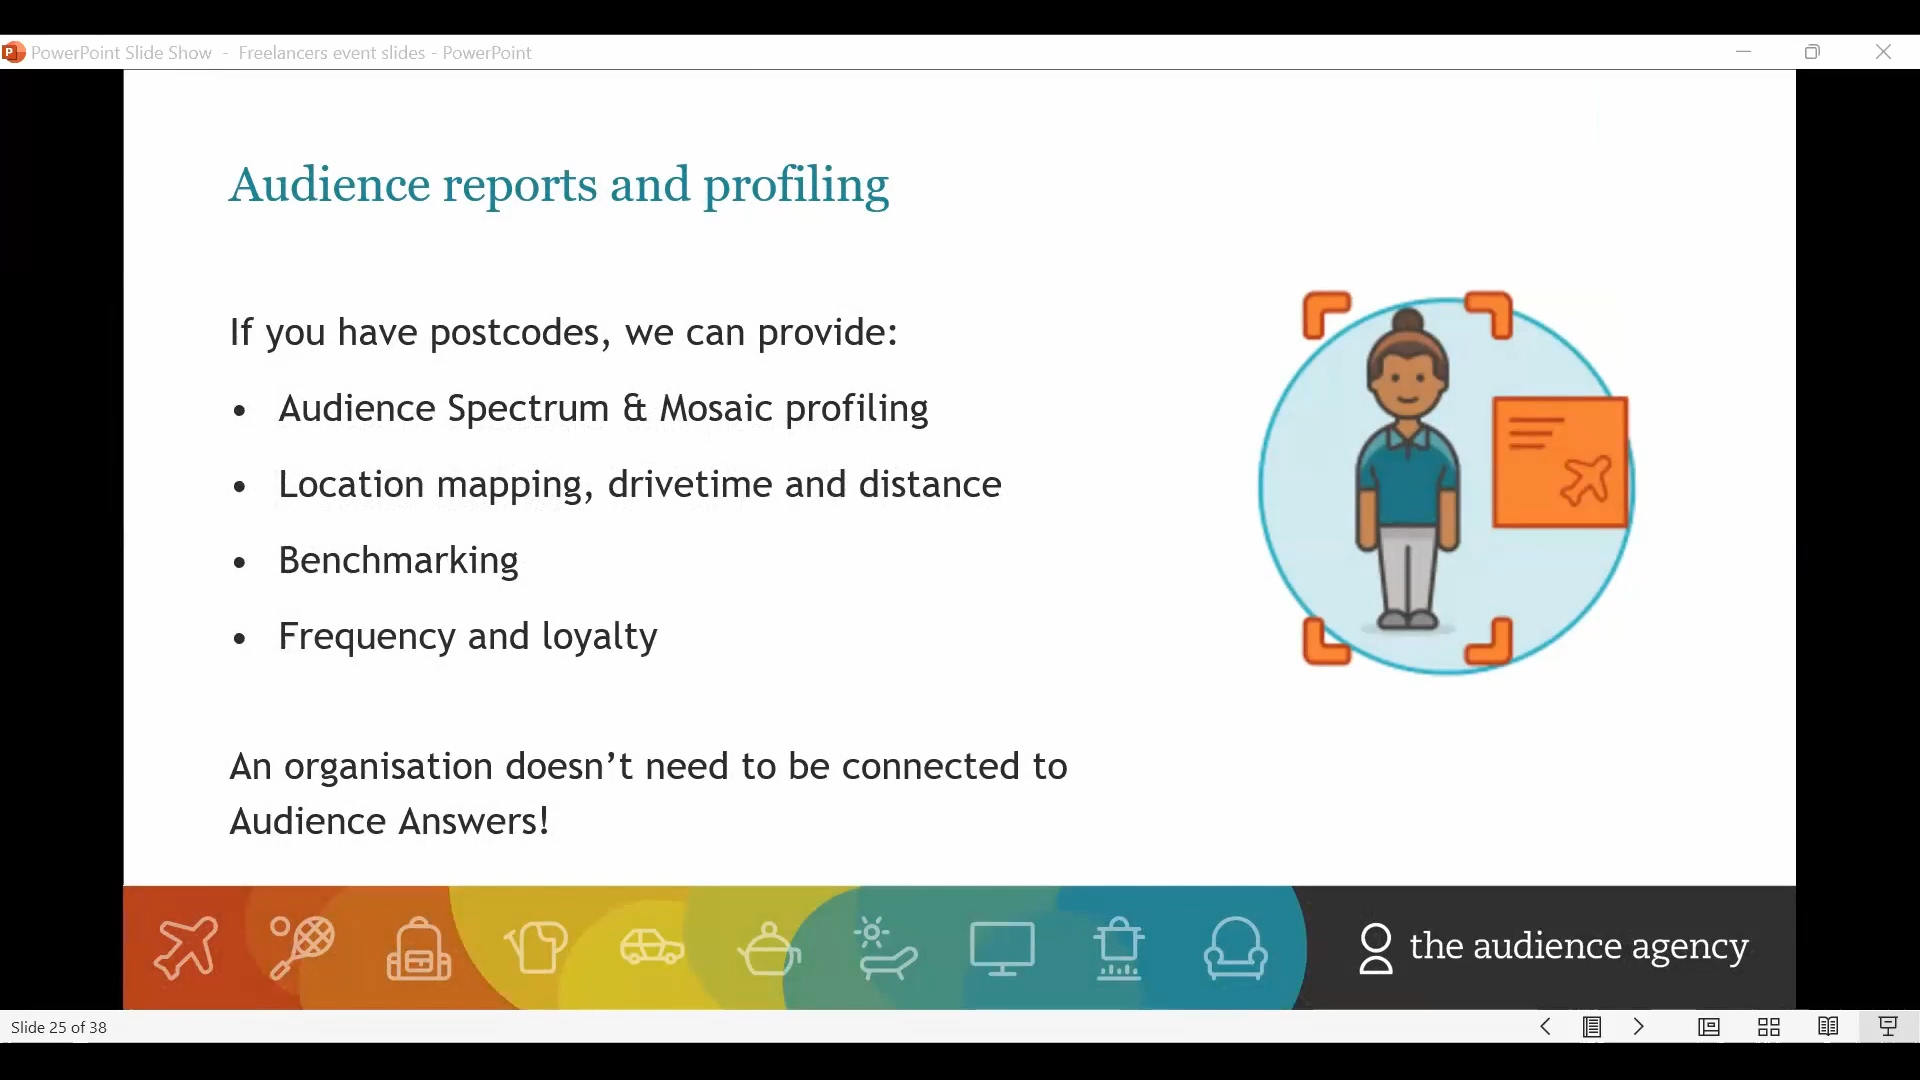 PowerPoint Slide Show - Freelancers event slides - PowerPoint
Audience reports and profiling
If you have postcodes, we can provide:
• Audience Spectrum & Mosaic profiling
• Location mapping, drivetime and distance
• Benchmarking
• Frequency and loyalty
An organisation doesn’t need to be connected to
Audience Answers!
the audience agency
Slide 25 of 38